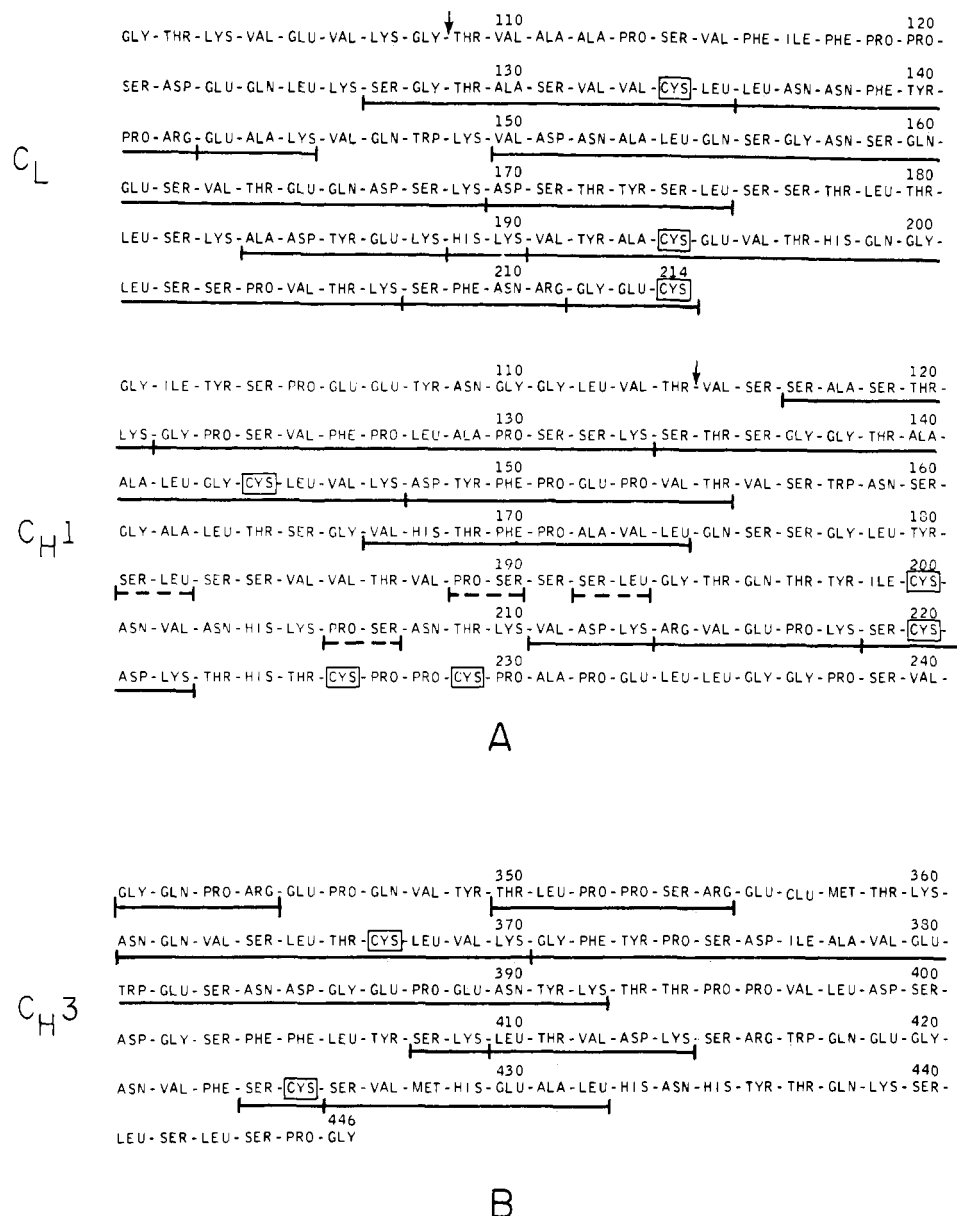 110 120
GLY-THR-LYS-VAL-GLU-VAL-LYS-GLY-THR-VAL-ALA-ALA-PRO-SER-VAL-PHE-ILE-PHE-PRO-PRO-
130 140
SER-ASP-GLU-GLN-LEU-LYS-SER-GLY-THR-ALA-SER-VAL-VAL-CYS-LEU-LEU-ASN-ASN-PHE-TYR-
150 160
PRO-ARG-GLU-ALA-LYS-VAL-GLN-TRP-LYS-VAL-ASP-ASN-ALA-LEU-GLN-SER-GLY-ASN-SER-GLN-
CL
170 180
GLU-SER-VAL-THR-GLU-GLN-ASP-SER-LYS-ASP-SER-THR-TYR-SER-LEU-SER-SER-THR-LEU-THR-
190 200
LEU-SER-LYS-ALA-ASP-TYR-GLU-LYS-HIS-LYS-VAL-TYR-ALA-CYS-GLU-VAL-THR-HIS-GLN-GLY-
210 214
LEU-SER-SER-PRO-VAL-THR-LYS-SER-PHE-ASN-ARG-GLY-GLU-CYS
110 120
GLY-ILE-TYR-SER-PRO-GLU-GLU-TYR-ASN-GLY-GLY-LEU-VAL-THR-VAL-SER-SER-ALA-SER-THR-
130 140
LYS-GLY-PRO-SER-VAL-PHE-PRO-LEU-ALA-PRO-SER-SER-LYS-SER-THR-SER-GLY-GLY-THR-ALA-
150 160
ALA-LEU-GLY-CYS-LEU-VAL-LYS-ASP-TYR-PHE-PRO-GLU-PRO-VAL-THR-VAL-SER-TRP-ASN-SER-
CH1
170 180
GLY-ALA-LEU-THR-SER-GLY-VAL-HIS-THR-PHE-PRO-ALA-VAL-LEU-GLN-SER-SER-GLY-LEU-TYR-
190 200
SER-LEU-SER-SER-VAL-VAL-THR-VAL-PRO-SER-SER-SER-LEU-GLY-THR-GLN-THR-TYR-ILE-CYS-
210 220
ASN-VAL-ASN-HIS-LYS-PRO-SER-ASN-THR-LYS-VAL-ASP-LYS-ARG-VAL-GLU-PRO-LYS-SER-CYS-
230 240
ASP-LYS-THR-HIS-THR-CYS-PRO-PRO-CYS-PRO-ALA-PRO-GLU-LEU-LEU-GLY-GLY-PRO-SER-VAL-
A
350 360
GLY-GLN-PRO-ARG-GLU-PRO-GLN-VAL-TYR-THR-LEU-PRO-PRO-SER-ARG-GLU-GLU-MET-THR-LYS-
370 380
ASN-GLN-VAL-SER-LEU-THR-CYS-LEU-VAL-LYS-GLY-PHE-TYR-PRO-SER-ASP-ILE-ALA-VAL-GLU-
390 400
TRP-GLU-SER-ASN-ASP-GLY-GLU-PRO-GLU-ASN-TYR-LYS-THR-THR-PRO-PRO-VAL-LEU-ASP-SER-
CH3
410 420
ASP-GLY-SER-PHE-PHE-LEU-TYR-SER-LYS-LEU-THR-VAL-ASP-LYS-SER-ARG-TRP-GLN-GLU-GLY-
430 440
ASN-VAL-PHE-SER-CYS-SER-VAL-MET-HIS-GLU-ALA-LEU-HIS-ASN-HIS-TYR-THR-GLN-LYS-SER-
446
LEU-SER-LEU-SER-PRO-GLY
B